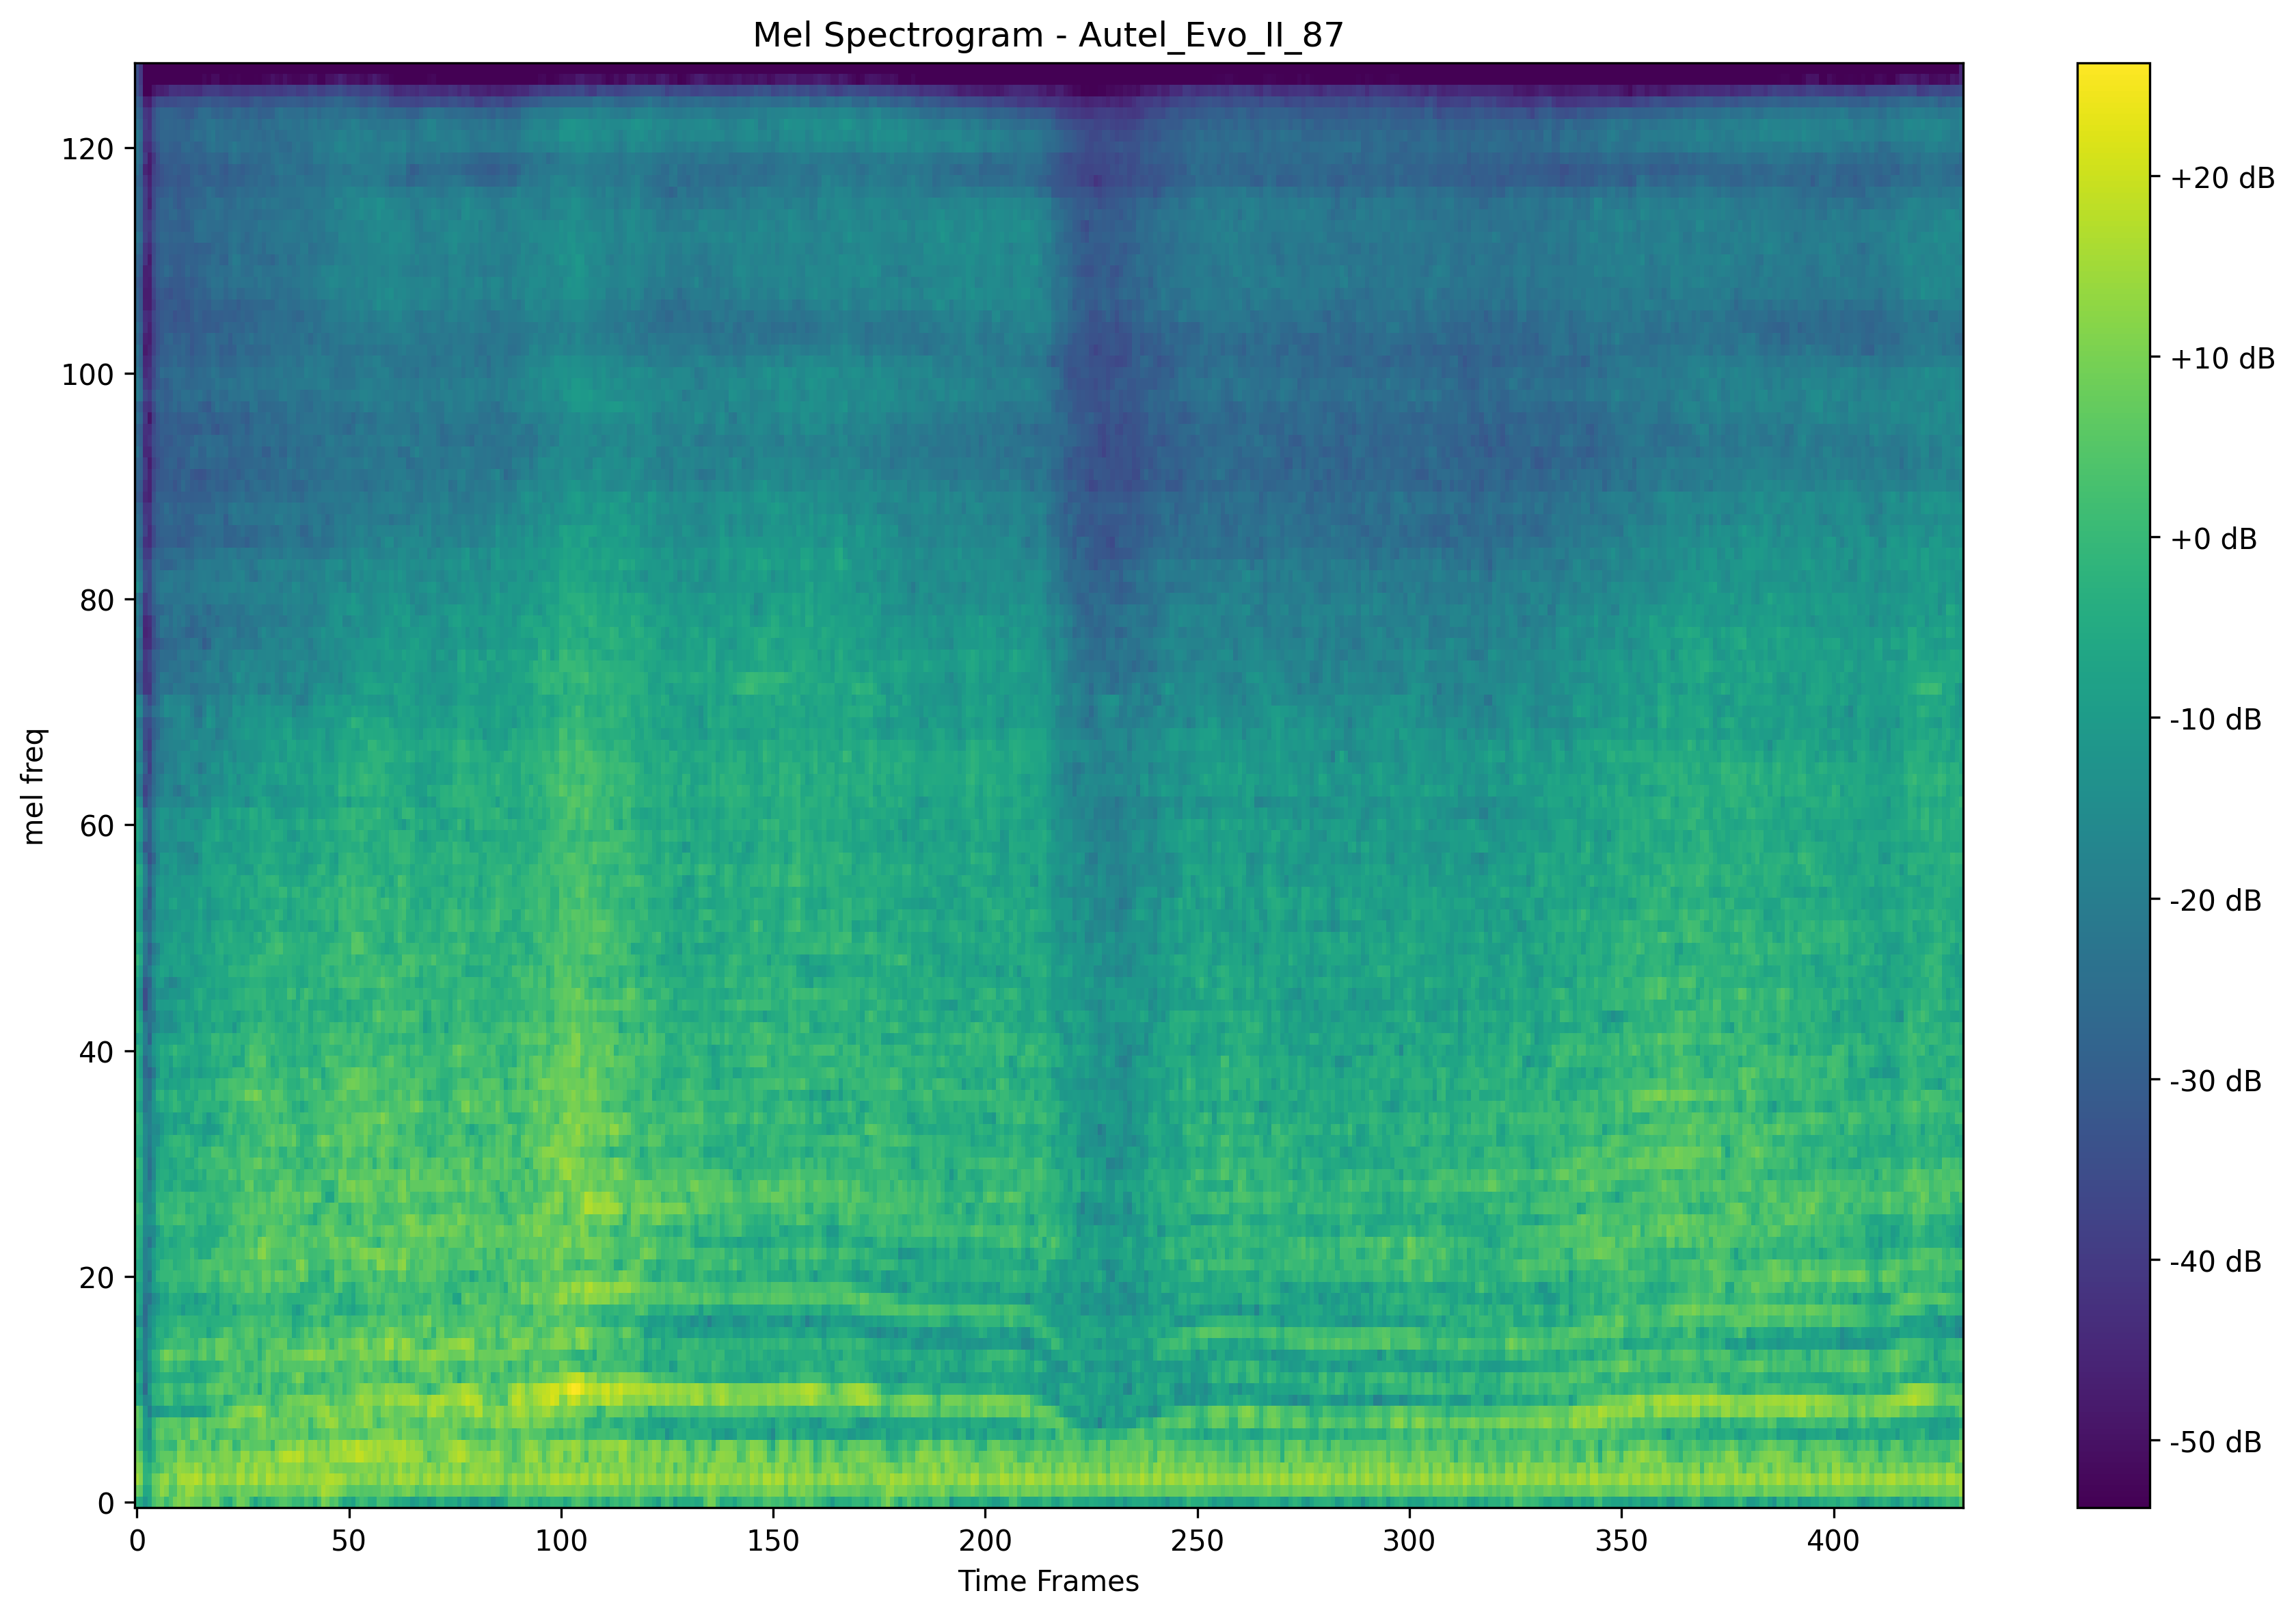 Mel Spectrogram - Autel_Evo_II_87
mel freq
120
100
80
60
40
20
0
0 50 100 150 200 250 300 350 400
Time Frames
+20 dB
+10 dB
+0 dB
-10 dB
-20 dB
-30 dB
-40 dB
-50 dB